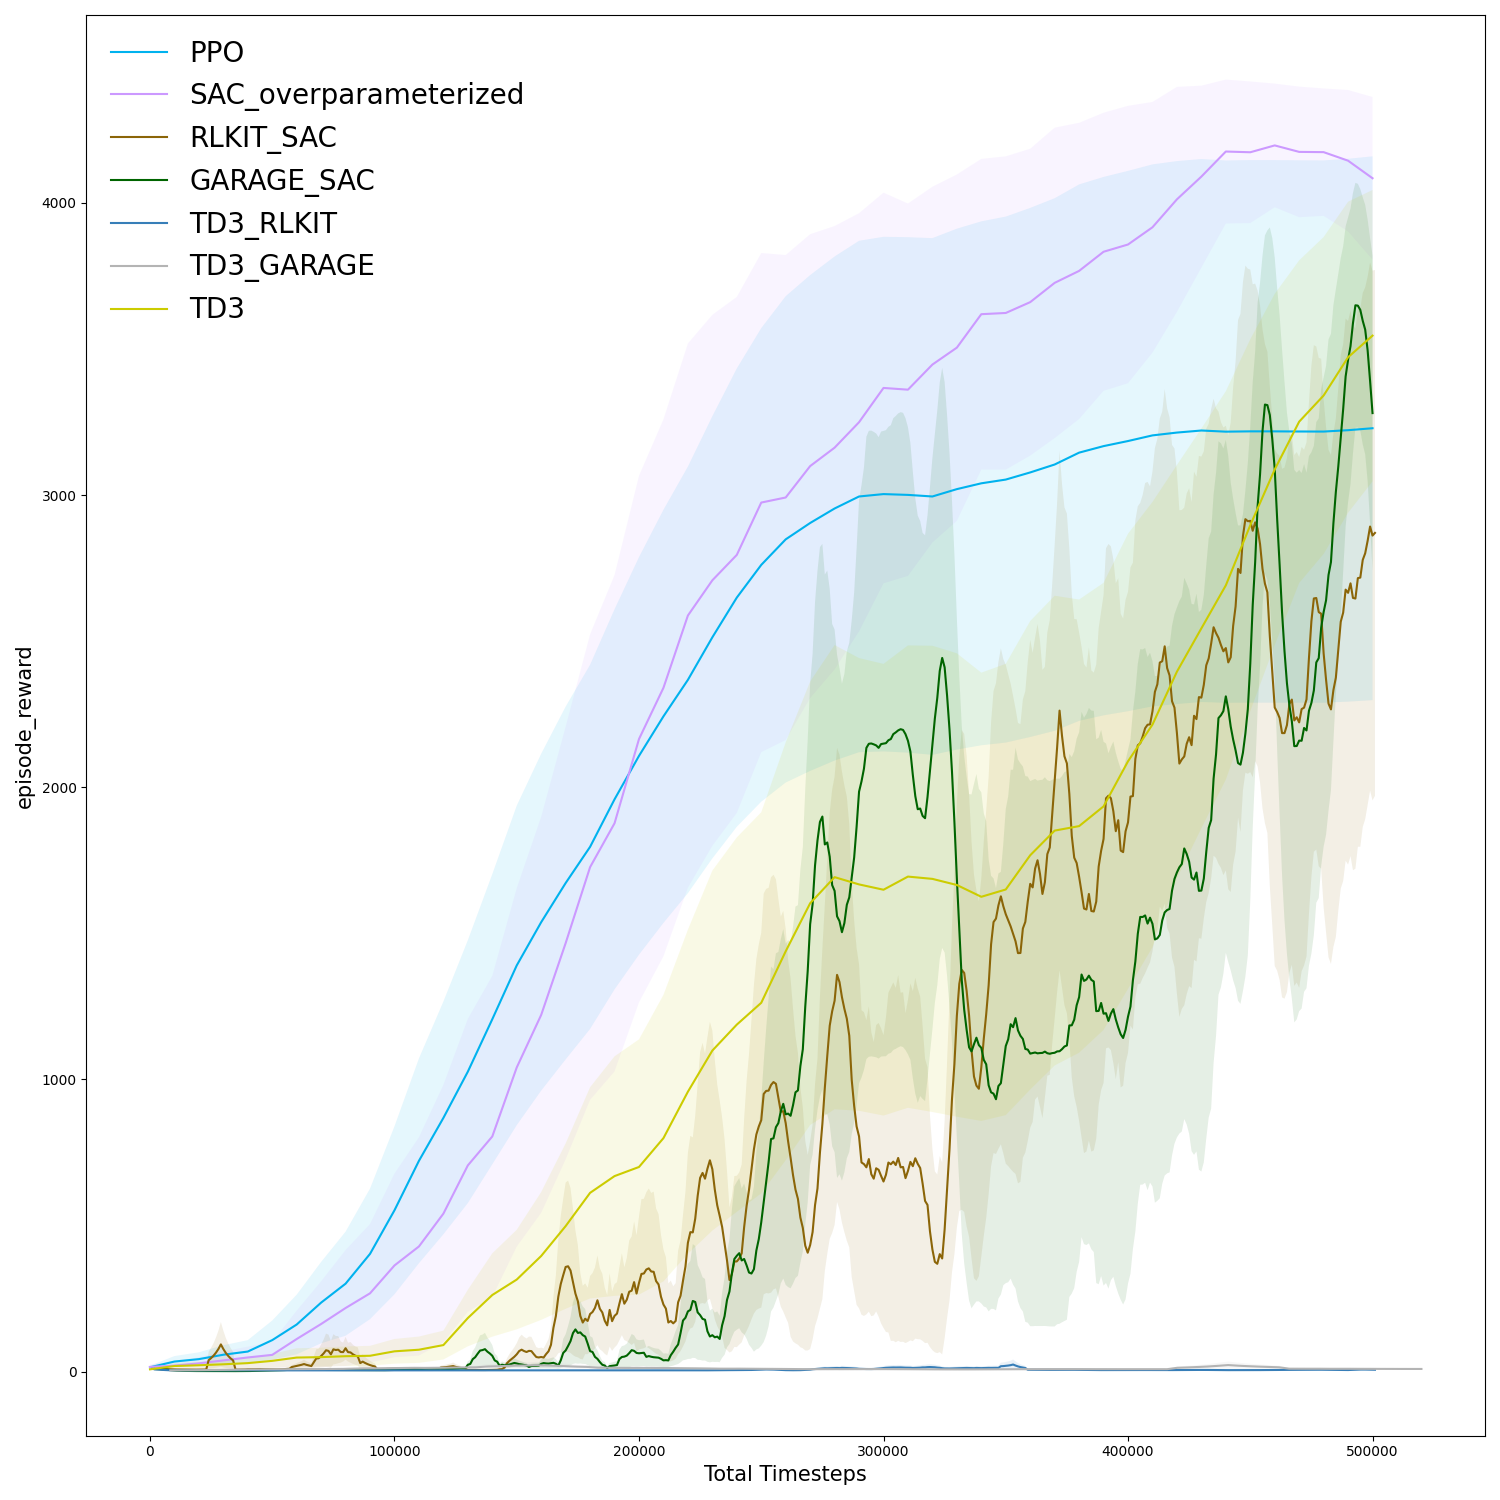 PPO
SAC_overparameterized
RLKIT_SAC
GARAGE_SAC
TD3_RLKIT
TD3_GARAGE
TD3
4000
3000
2000
1000
0
episode_reward
0 100000 200000 300000 400000 500000
Total Timesteps